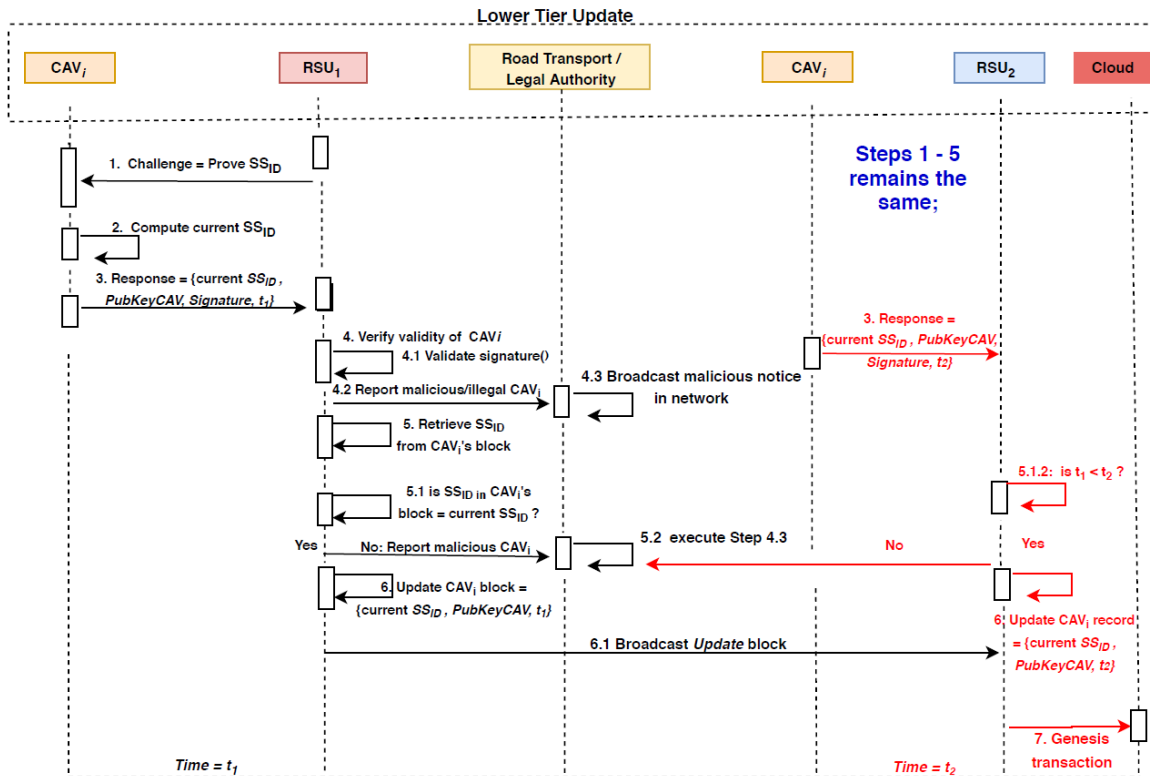 Lower Tier Update
CAVi
RSU1
Road Transport /
Legal Authority
CAVi
RSU2
Cloud
1. Challenge = Prove SSID
Steps 1 - 5
remains the
same;
2. Compute current SSID
3. Response = {current SSID ,
PubKeyCAV, Signature, t1}
3. Response =
{current SSID , PubKeyCAV,
Signature, t2}
4. Verify validity of CAVi
4.1 Validate signature()
4.2 Report malicious/illegal CAVi
4.3 Broadcast malicious notice
in network
5. Retrieve SSID
from CAVi's block
5.1.2: is t1 < t2 ?
5.1 is SSID in CAVi's
block = current SSID ?
Yes
No: Report malicious CAVi
5.2 execute Step 4.3
No
Yes
6. Update CAVi block =
{current SSID , PubKeyCAV, t1}
6. Update CAVi record
= {current SSID ,
PubKeyCAV, t2}
6.1 Broadcast Update block
7. Genesis
transaction
Time = t1
Time = t2